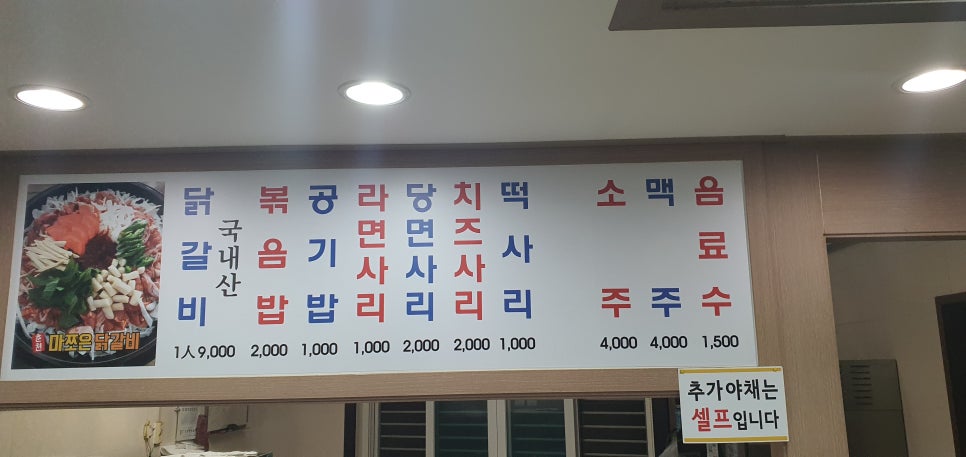 닭갈비
국내산
1人 9,000
볶음밥
2,000
공기밥
1,000
라면사리
1,000
당면사리
2,000
치즈사리
2,000
떡사리
1,000
소주
4,000
맥주
4,000
음료수
1,500
춘천 마쪼은 닭갈비
추가야채는
셀프입니다